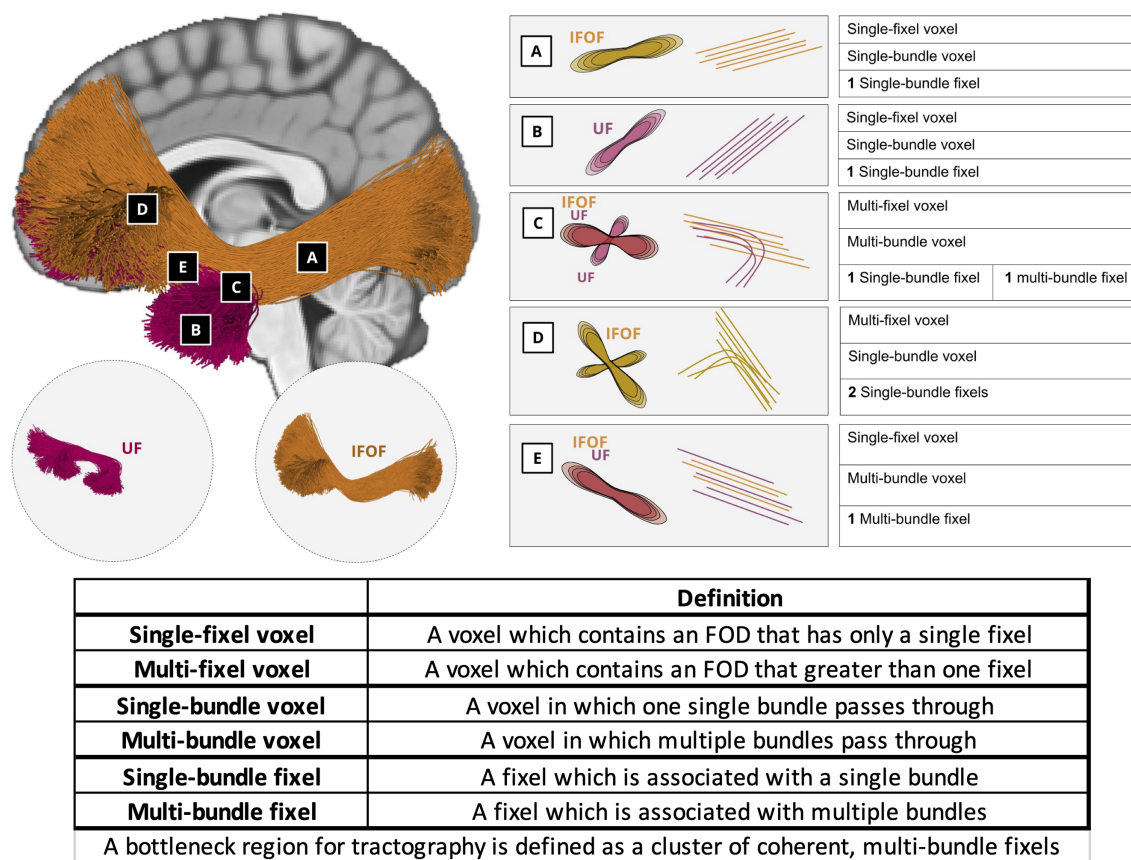 D
A
E
C
B
UF
IFOF
A
IFOF
Single-fixel voxel
Single-bundle voxel
1 Single-bundle fixel
B
UF
Single-fixel voxel
Single-bundle voxel
1 Single-bundle fixel
C
IFOF
UF
UF
Multi-fixel voxel
Multi-bundle voxel
1 Single-bundle fixel
1 multi-bundle fixel
D
IFOF
Multi-fixel voxel
Single-bundle voxel
2 Single-bundle fixels
E
IFOF
UF
Single-fixel voxel
Multi-bundle voxel
1 Multi-bundle fixel
Definition
Single-fixel voxel A voxel which contains an FOD that has only a single fixel
Multi-fixel voxel A voxel which contains an FOD that greater than one fixel
Single-bundle voxel A voxel in which one single bundle passes through
Multi-bundle voxel A voxel in which multiple bundles pass through
Single-bundle fixel A fixel which is associated with a single bundle
Multi-bundle fixel A fixel which is associated with multiple bundles
A bottleneck region for tractography is defined as a cluster of coherent, multi-bundle fixels